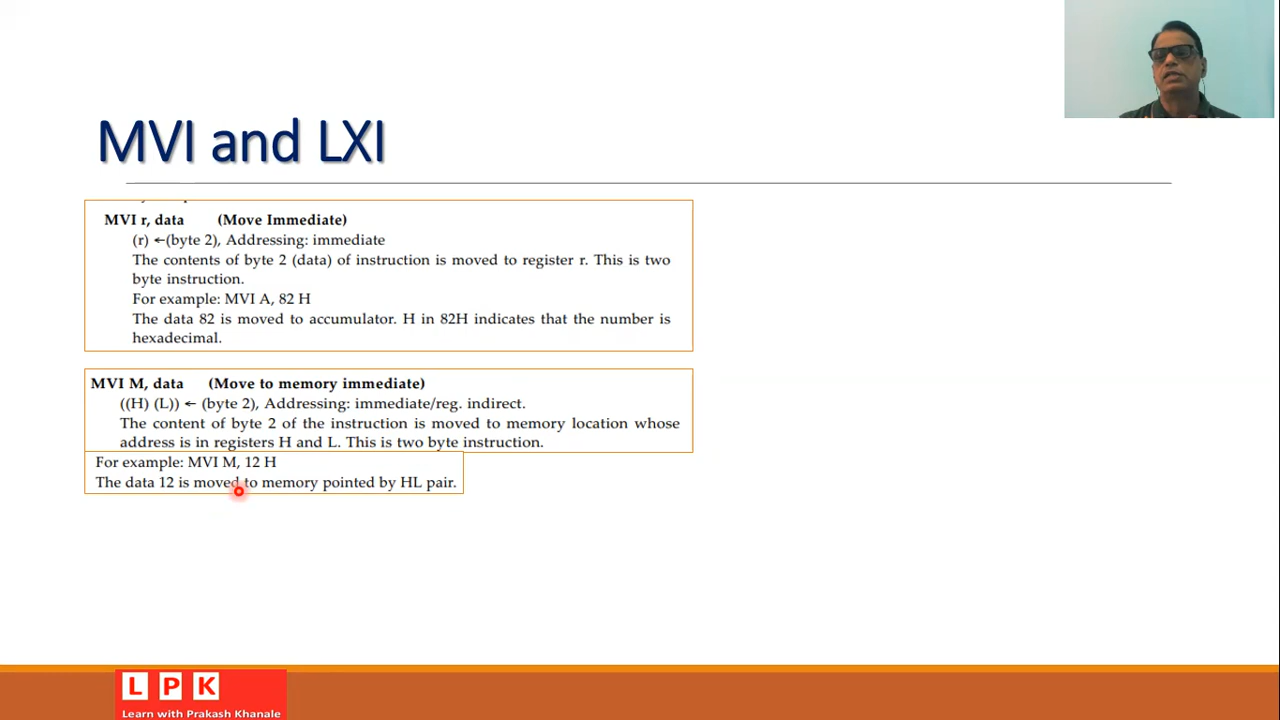 MVI and LXI
MVI r, data (Move Immediate)
(r) ←(byte 2), Addressing: immediate
The contents of byte 2 (data) of instruction is moved to register r. This is two
byte instruction.
For example: MVI A, 82 H
The data 82 is moved to accumulator. H in 82H indicates that the number is
hexadecimal.
MVI M, data (Move to memory immediate)
((H) (L)) ← (byte 2), Addressing: immediate/reg. indirect.
The content of byte 2 of the instruction is moved to memory location whose
address is in registers H and L. This is two byte instruction.
For example: MVI M, 12 H
The data 12 is moved to memory pointed by HL pair.
L P K
Learn with Prakash Khanale